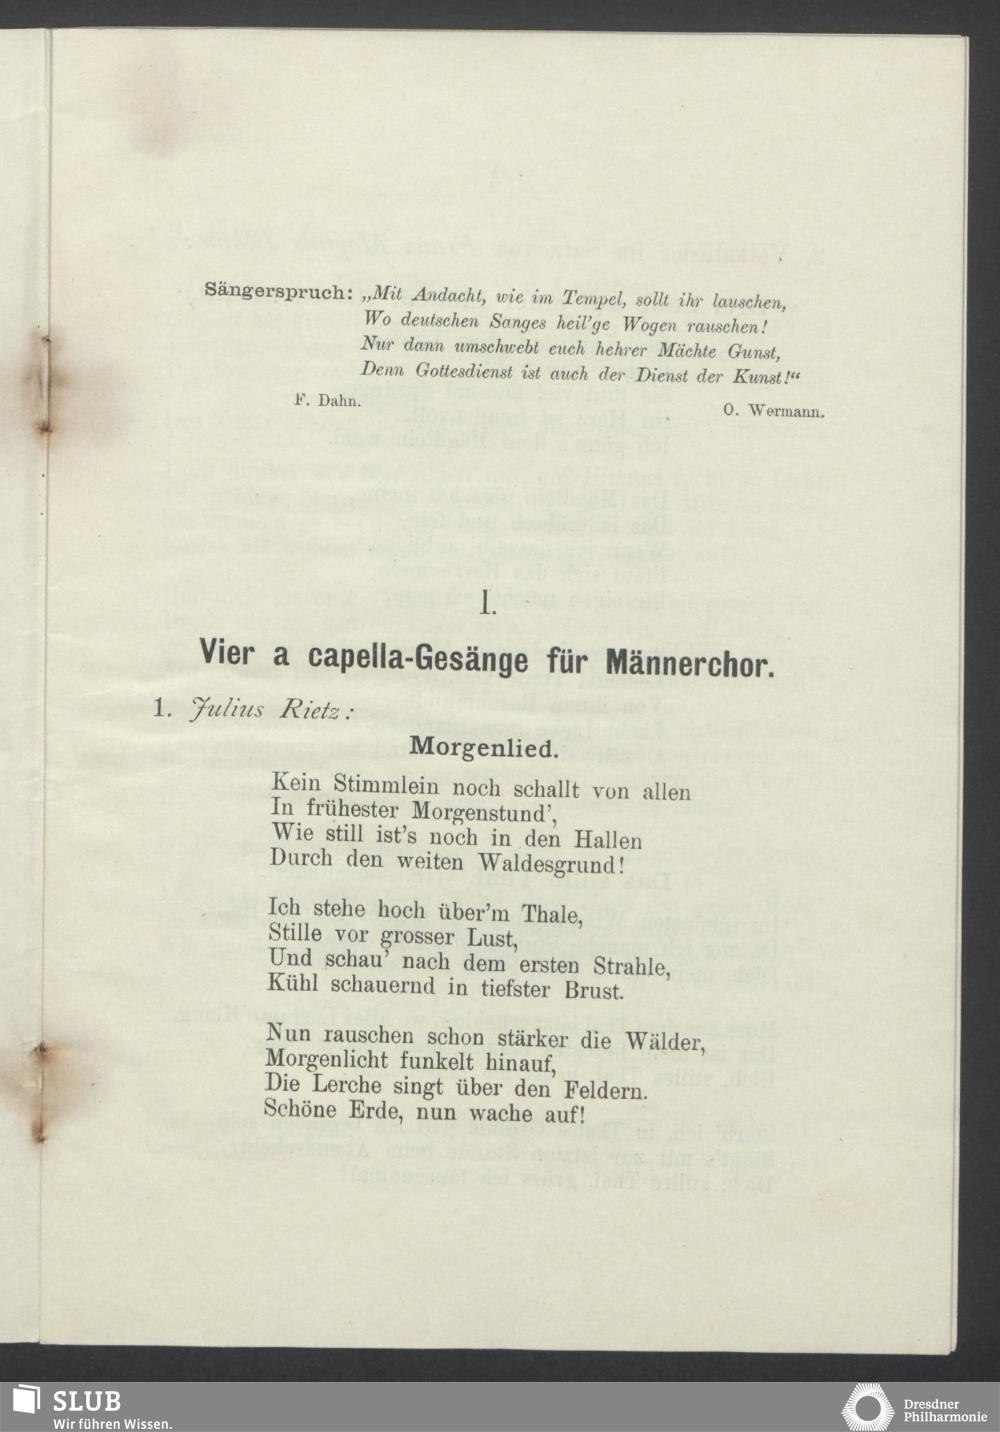 Sängerspruch: „Mit Andacht, wie im Tempel, sollt ihr lauschen,
Wo deutschen Sanges heil'ge Wogen rauschen!
Nur dann umschwebt euch hehrer Mächte Gunst,
Denn Gottesdienst ist auch der Dienst der Kunst!“
F. Dahn. O. Wermann.
I.
Vier a capella-Gesänge für Männerchor.
1. Julius Rietz:
Morgenlied.
Kein Stimmlein noch schallt von allen
In frühester Morgenstund’,
Wie still ist's noch in den Hallen
Durch den weiten Waldesgrund!
Ich stehe hoch über'm Thale,
Stille vor grosser Lust,
Und schau’ nach dem ersten Strahle,
Kühl schauernd in tiefster Brust.
Nun rauschen schon stärker die Wälder,
Morgenlicht funkelt hinauf,
Die Lerche singt über den Feldern.
Schöne Erde, nun wache auf!
SLUB
Wir führen Wissen.
Dresdner
Philharmonie